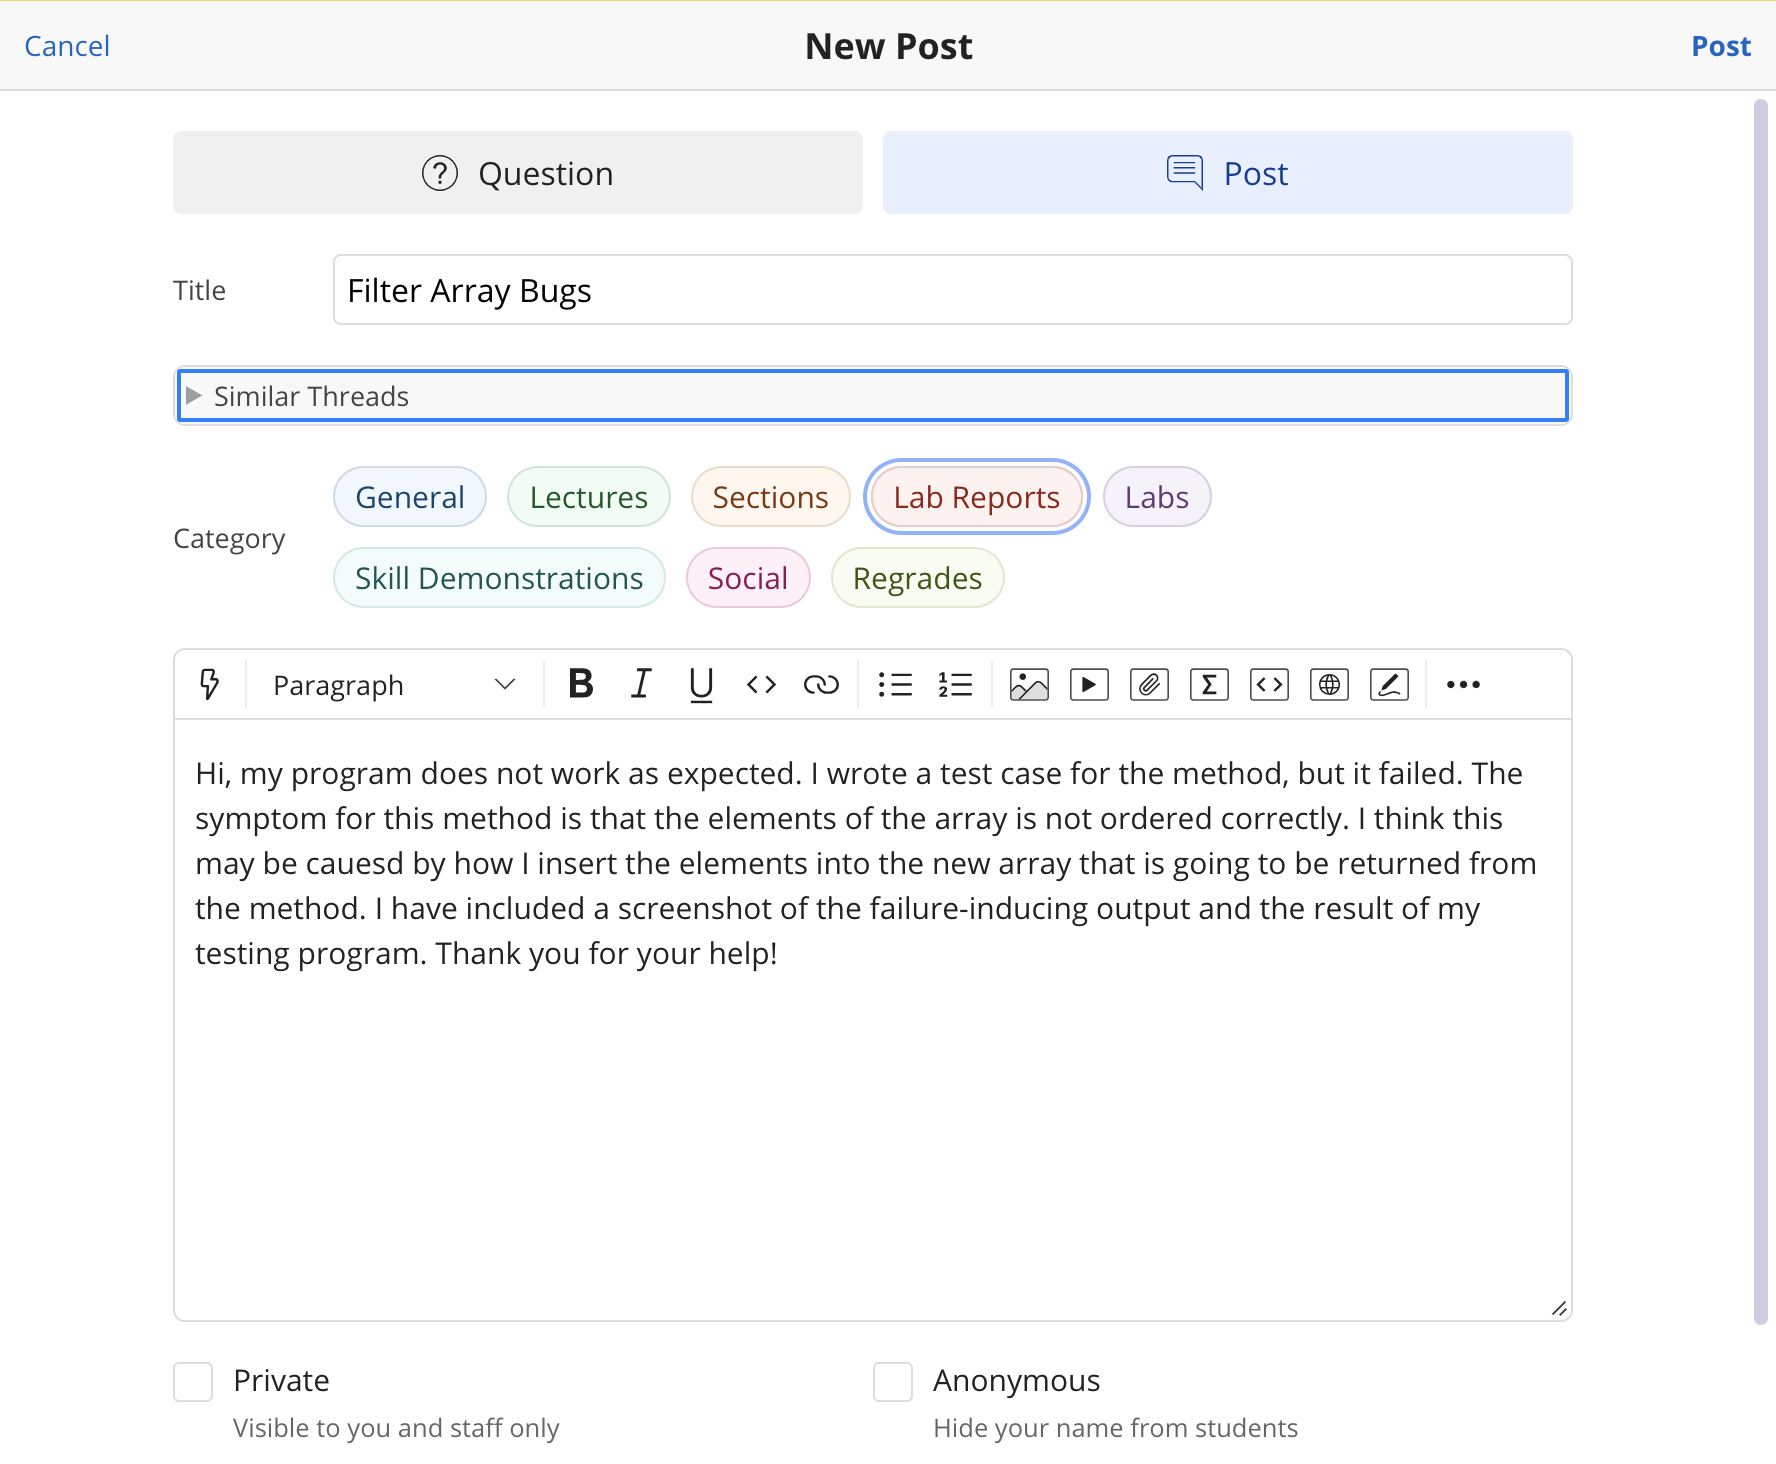 Cancel
New Post
Post
Question
Post
Title
Filter Array Bugs
Similar Threads
Category
General
Lectures
Sections
Lab Reports
Labs
Skill Demonstrations
Social
Regrades
Paragraph
Hi, my program does not work as expected. I wrote a test case for the method, but it failed. The
symptom for this method is that the elements of the array is not ordered correctly. I think this
may be cauesd by how I insert the elements into the new array that is going to be returned from
the method. I have included a screenshot of the failure-inducing output and the result of my
testing program. Thank you for your help!
Private
Visible to you and staff only
Anonymous
Hide your name from students